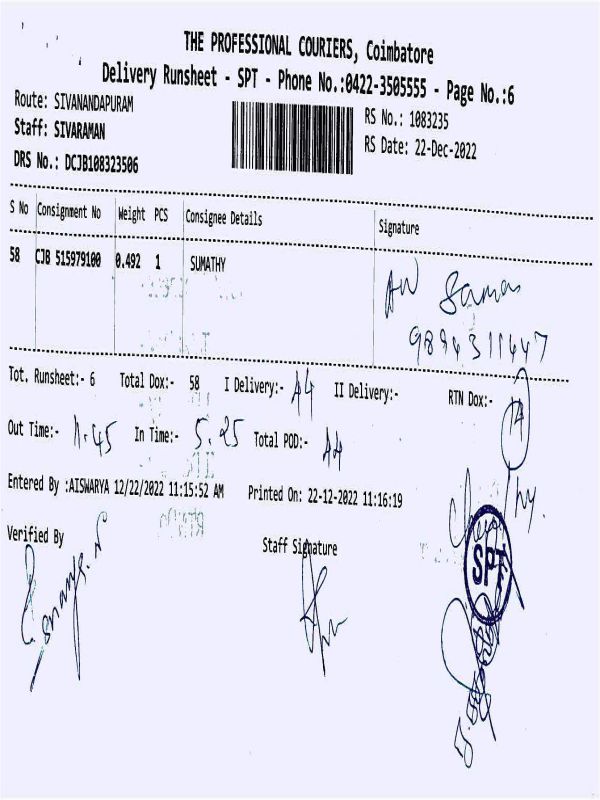 THE PROFESSIONAL COURIERS, Coimbatore
Delivery Runsheet - SPT - Phone No.:0422-3505555 - Page No.:6
Route: SIVANANDAPURAM
Staff: SIVARAMAN
DRS No.: DCJB108323506
RS No.: 1083235
RS Date: 22-Dec-2022
S No Consignment No Weight PCS Consignee Details Signature
58 CJB 515979100 0.492 1 SUMATHY
Tot. Runsheet:- 6 Total Dox:- 58 I Delivery:- 44 II Delivery:- RTN Dox:- 14
Out Time:- 11.45 In Time:- 5.25 Total POD:- 44
Entered By :AISWARYA 12/22/2022 11:15:52 AM Printed On: 22-12-2022 11:16:19
Verified By Staff Signature
SPT